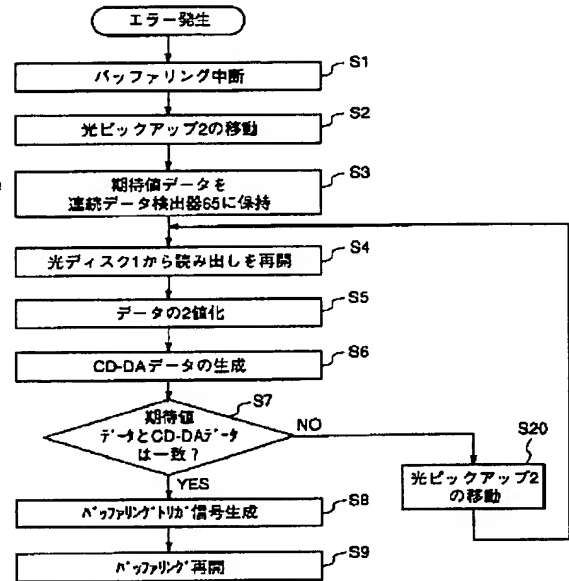 エラー発生
S1
バッファリング中断
S2
光ピックアップ2の移動
S3
期待値データを
連続データ検出器65に保持
S4
光ディスク1から読み出しを再開
S5
データの2値化
S6
CD-DAデータの生成
S7
期待値
データとCD-DAデータ
は一致?
NO
S20
光ピックアップ2
の移動
YES
S8
バッファリングトリガ信号生成
S9
バッファリング再開